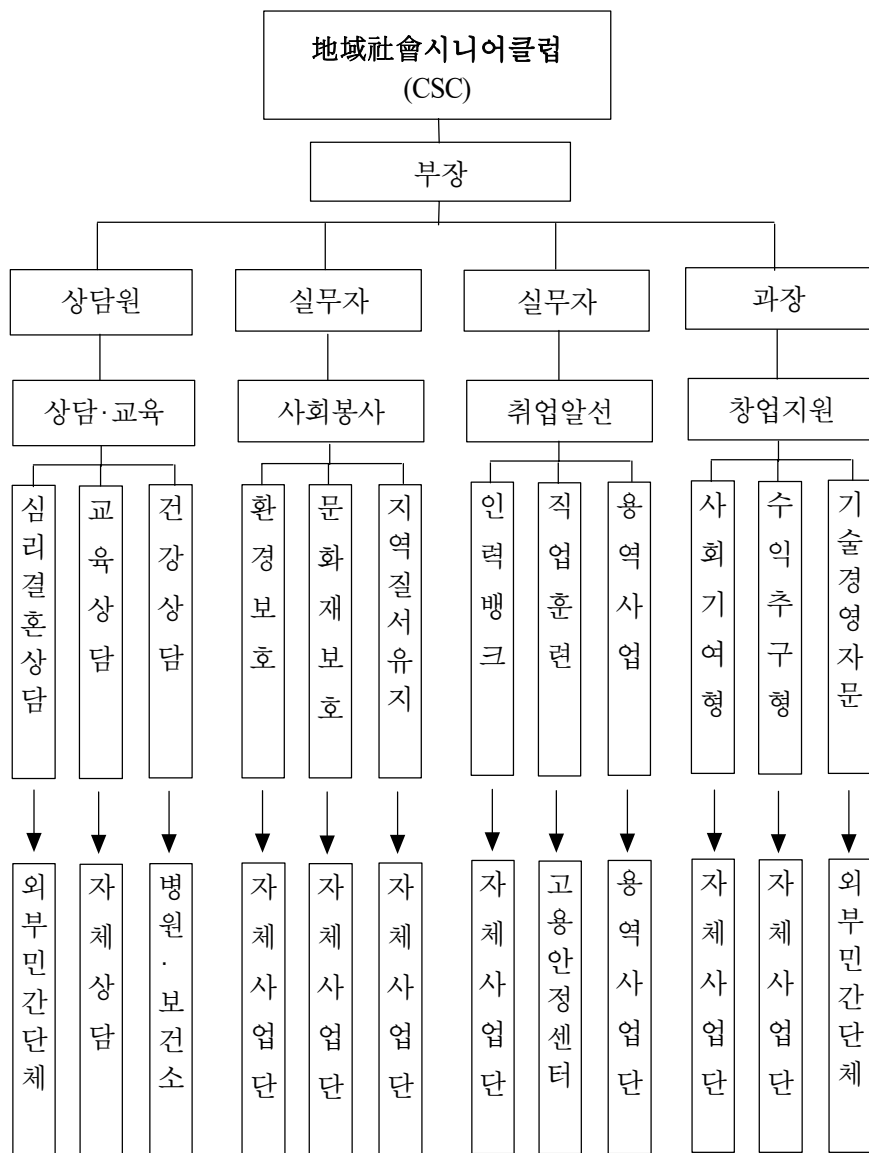 地域社會시니어클럽
(CSC)
부장
상담원
실무자
실무자
과장
상담·교육
사회봉사
취업알선
창업지원
심리결혼상담
교육상담
건강상담
환경보호
문화재보호
지역질서유지
인력뱅크
직업훈련
용역사업
사회기여형
수익추구형
기술경영자문
외부민간단체
자체상담
병원·보건소
자체사업단
자체사업단
자체사업단
자체사업단
고용안정센터
용역사업단
자체사업단
자체사업단
외부민간단체